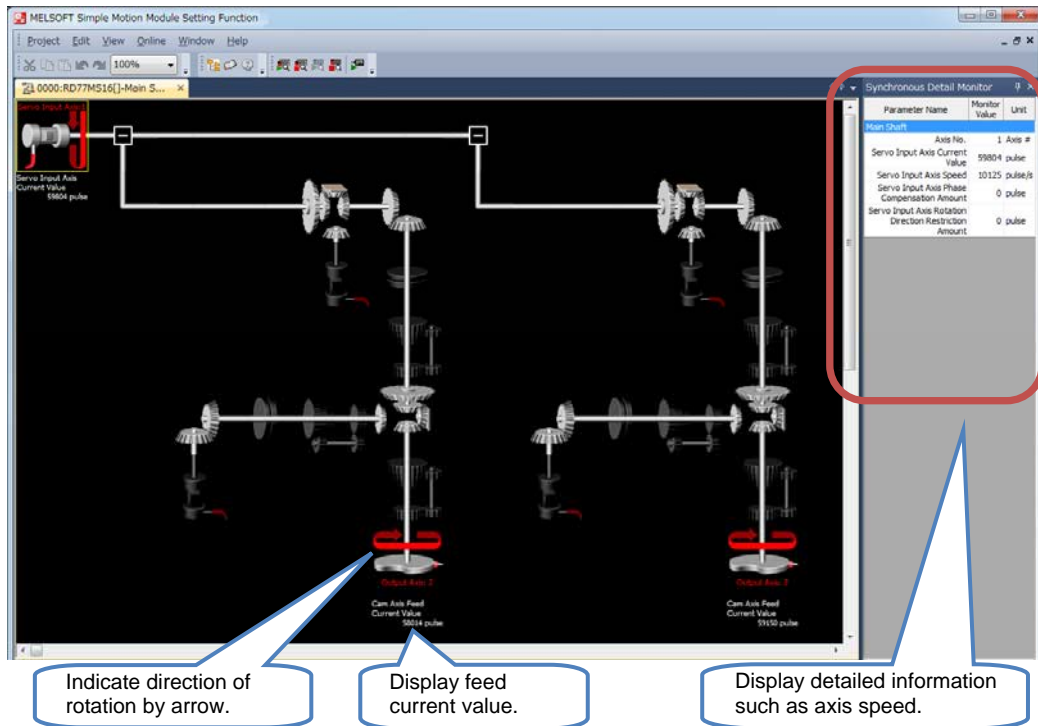 MELSOFT Simple Motion Module Setting Function
Project Edit View Online Window Help
100%
0000:RD77MS16[]-Main S...
Synchronous Detail Monitor
Parameter Name
Monitor Value
Unit
Main Shaft
Axis No. 1 Axis #
Servo Input Axis Current Value 59804 pulse
Servo Input Axis Speed 10125 pulse/s
Servo Input Axis Phase Compensation Amount 0 pulse
Servo Input Axis Rotation Direction Restriction Amount 0 pulse
Servo Input Axis:1
Servo Input Axis
Current Value
59804 pulse
Output Axis: 2
Cam Axis Feed
Current Value
58014 pulse
Output Axis:
Cam Axis Feed
Current Value
59150 pulse
Indicate direction of
rotation by arrow.
Display feed
current value.
Display detailed information
such as axis speed.